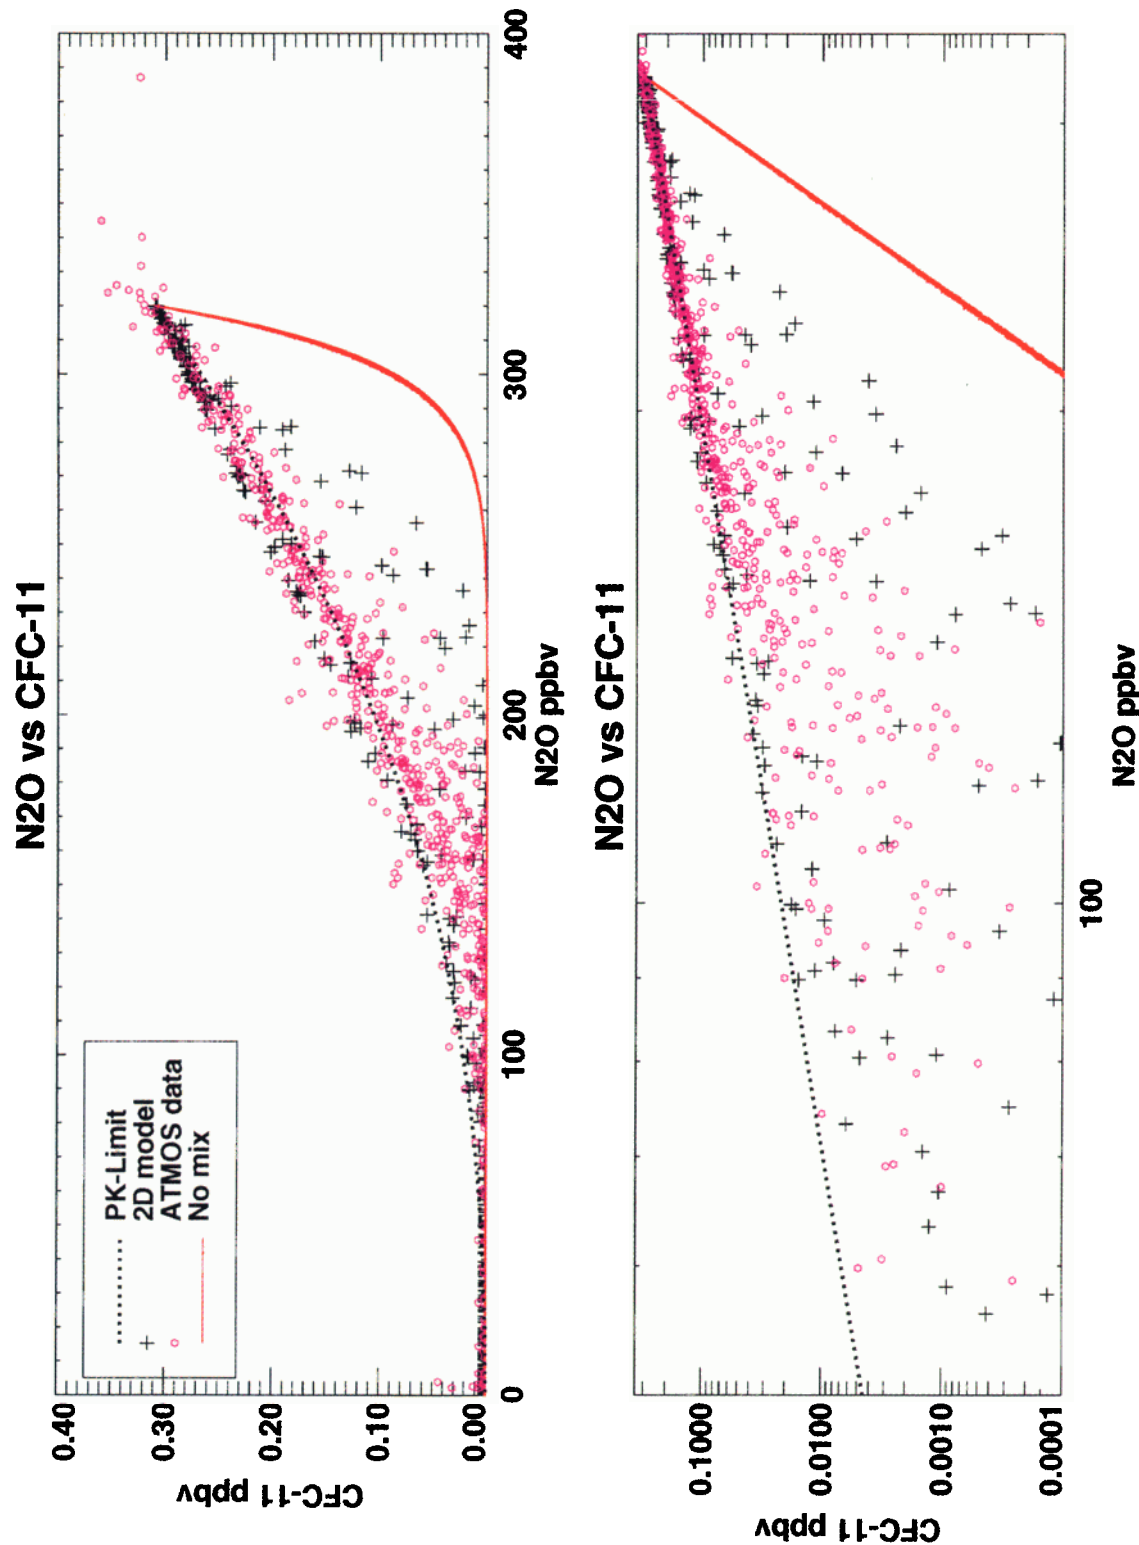 N2O vs CFC-11
CFC-11 ppbv
0.40
0.30
0.20
0.10
0.00
PK-Limit
2D model
ATMOS data
No mix
0
100
200
300
400
N2O ppbv
N2O vs CFC-11
CFC-11 ppbv
0.1000
0.0100
0.0010
0.0001
100
N2O ppbv